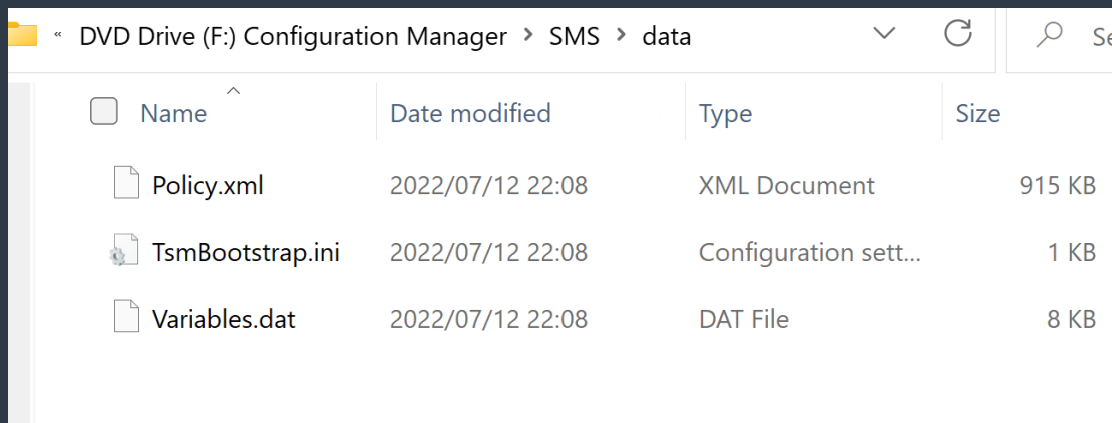 « DVD Drive (F:) Configuration Manager > SMS > data Se
Name Date modified Type Size
Policy.xml 2022/07/12 22:08 XML Document 915 KB
TsmBootstrap.ini 2022/07/12 22:08 Configuration sett... 1 KB
Variables.dat 2022/07/12 22:08 DAT File 8 KB